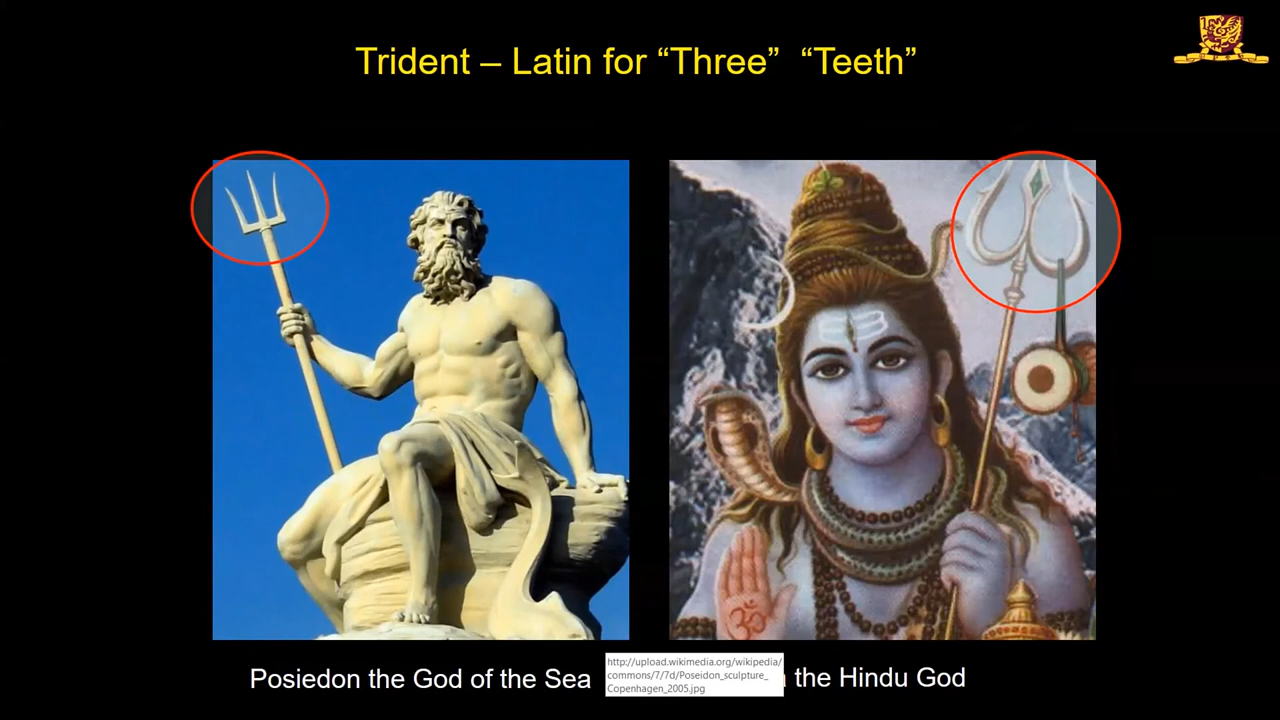 Trident – Latin for “Three” “Teeth”
ॐ
Posiedon the God of the Sea
http://upload.wikimedia.org/wikipedia/
commons/7/7d/Poseidon_sculpture_
Copenhagen_2005.jpg
the Hindu God